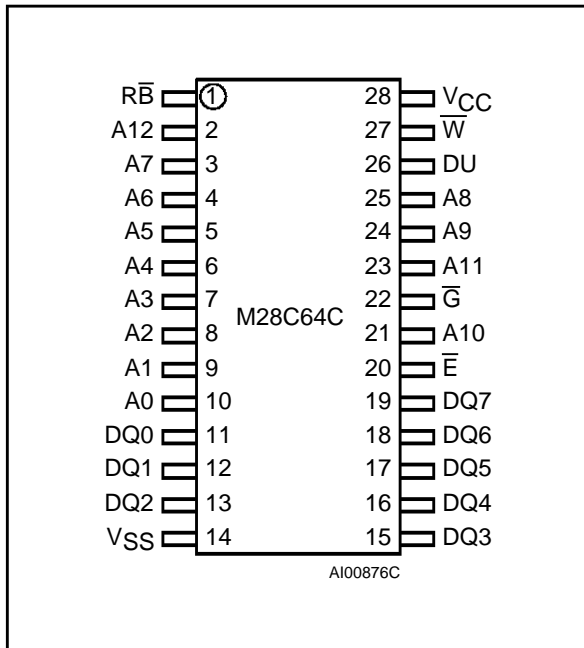 RB̅ 1 28 VCC
A12 2 27 W̅
A7 3 26 DU
A6 4 25 A8
A5 5 24 A9
A4 6 23 A11
A3 7 22 G̅
M28C64C
A2 8 21 A10
A1 9 20 E̅
A0 10 19 DQ7
DQ0 11 18 DQ6
DQ1 12 17 DQ5
DQ2 13 16 DQ4
VSS 14 15 DQ3
AI00876C